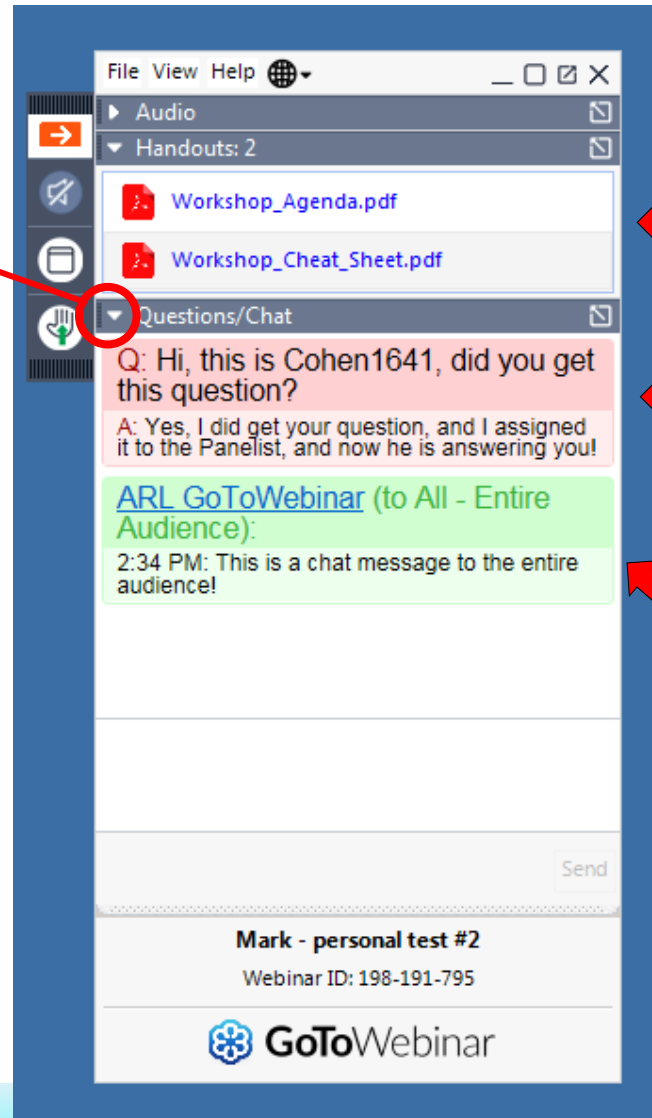 File View Help
Audio
Handouts: 2
Workshop_Agenda.pdf
Workshop_Cheat_Sheet.pdf
Questions/Chat
Q: Hi, this is Cohen1641, did you get
this question?
A: Yes, I did get your question, and I assigned
it to the Panelist, and now he is answering you!
ARL GoToWebinar (to All - Entire
Audience):
2:34 PM: This is a chat message to the entire
audience!
Send
Mark - personal test #2
Webinar ID: 198-191-795
GoToWebinar